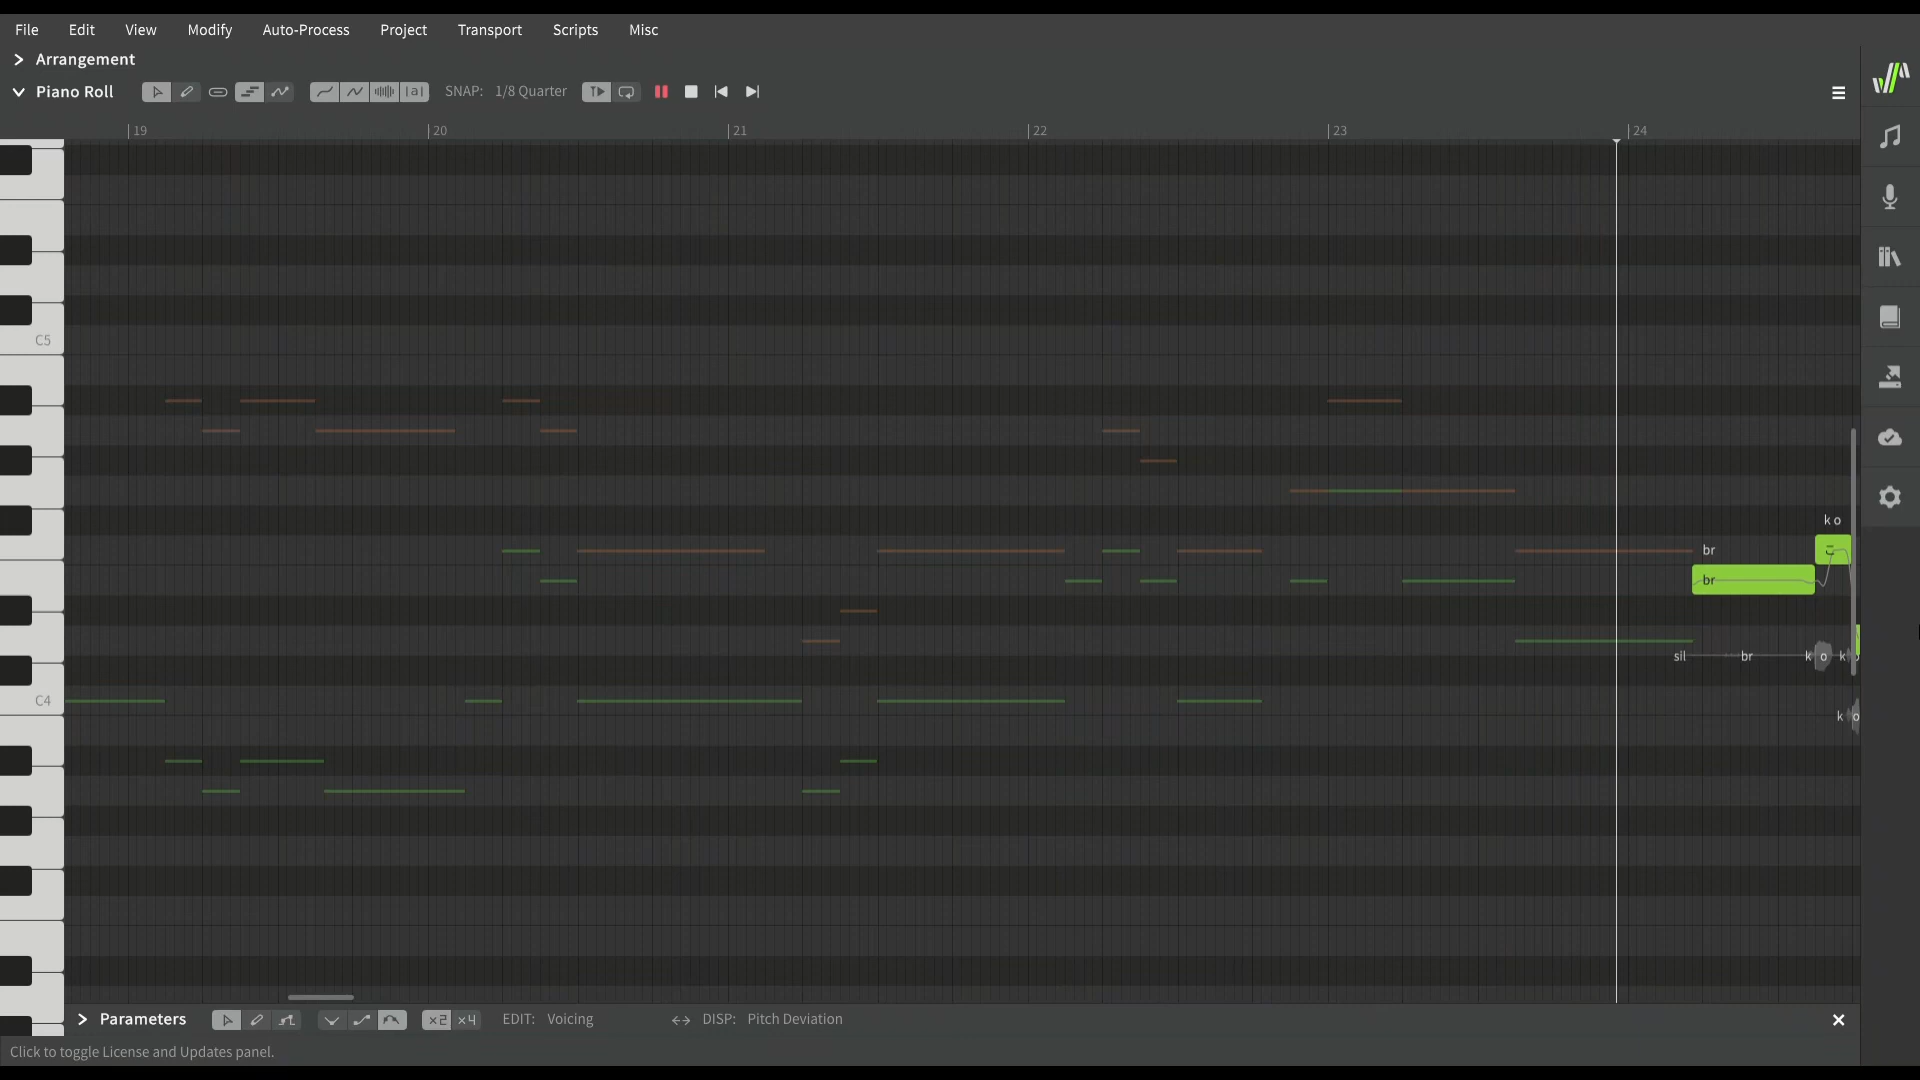 File Edit View Modify Auto-Process Project Transport Scripts Misc
Arrangement
Piano Roll SNAP: 1/8 Quarter
19 20 21 22 23 24
C5
k o
br
br
sil br k o k
C4
k o
Parameters x2 x4 EDIT: Voicing DISP: Pitch Deviation
Click to toggle License and Updates panel.